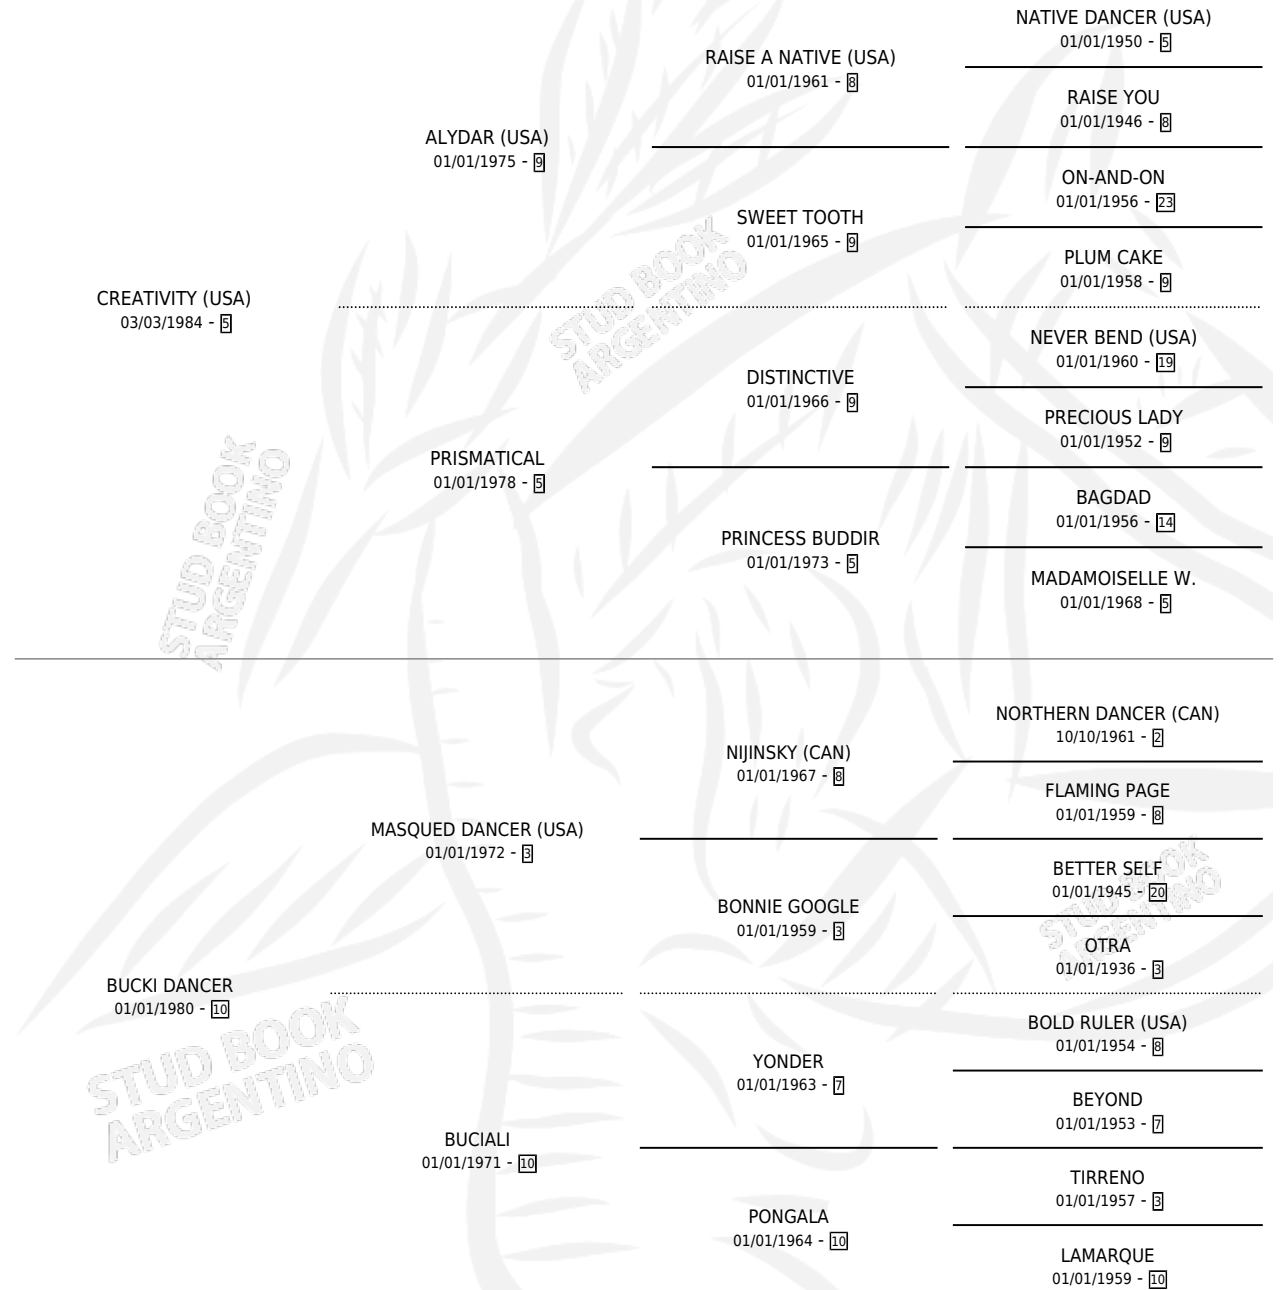 NATIVE DANCER (USA)
01/01/1950 - 5
RAISE A NATIVE (USA)
01/01/1961 - 8
RAISE YOU
01/01/1946 - 8
ALYDAR (USA)
01/01/1975 - 9
ON-AND-ON
01/01/1956 - 23
SWEET TOOTH
01/01/1965 - 9
PLUM CAKE
01/01/1958 - 9
CREATIVITY (USA)
03/03/1984 - 5
NEVER BEND (USA)
01/01/1960 - 19
DISTINCTIVE
01/01/1966 - 9
PRECIOUS LADY
01/01/1952 - 9
PRISMATICAL
01/01/1978 - 5
BAGDAD
01/01/1956 - 14
PRINCESS BUDDIR
01/01/1973 - 5
MADAMOISELLE W.
01/01/1968 - 5
NORTHERN DANCER (CAN)
10/10/1961 - 2
NIJINSKY (CAN)
01/01/1967 - 8
FLAMING PAGE
01/01/1959 - 8
MASQUED DANCER (USA)
01/01/1972 - 3
BETTER SELF
01/01/1945 - 20
BONNIE GOOGLE
01/01/1959 - 3
OTRA
01/01/1936 - 3
BUCKI DANCER
01/01/1980 - 10
BOLD RULER (USA)
01/01/1954 - 8
YONDER
01/01/1963 - 7
BEYOND
01/01/1953 - 7
BUCIALI
01/01/1971 - 10
TIRRENO
01/01/1957 - 3
PONGALA
01/01/1964 - 10
LAMARQUE
01/01/1959 - 10
STUD BOOK
ARGENTINO
STUD BOOK
ARGENTINO
STUD BOOK
ARGENTINO
STUD BOOK
ARGENTINO